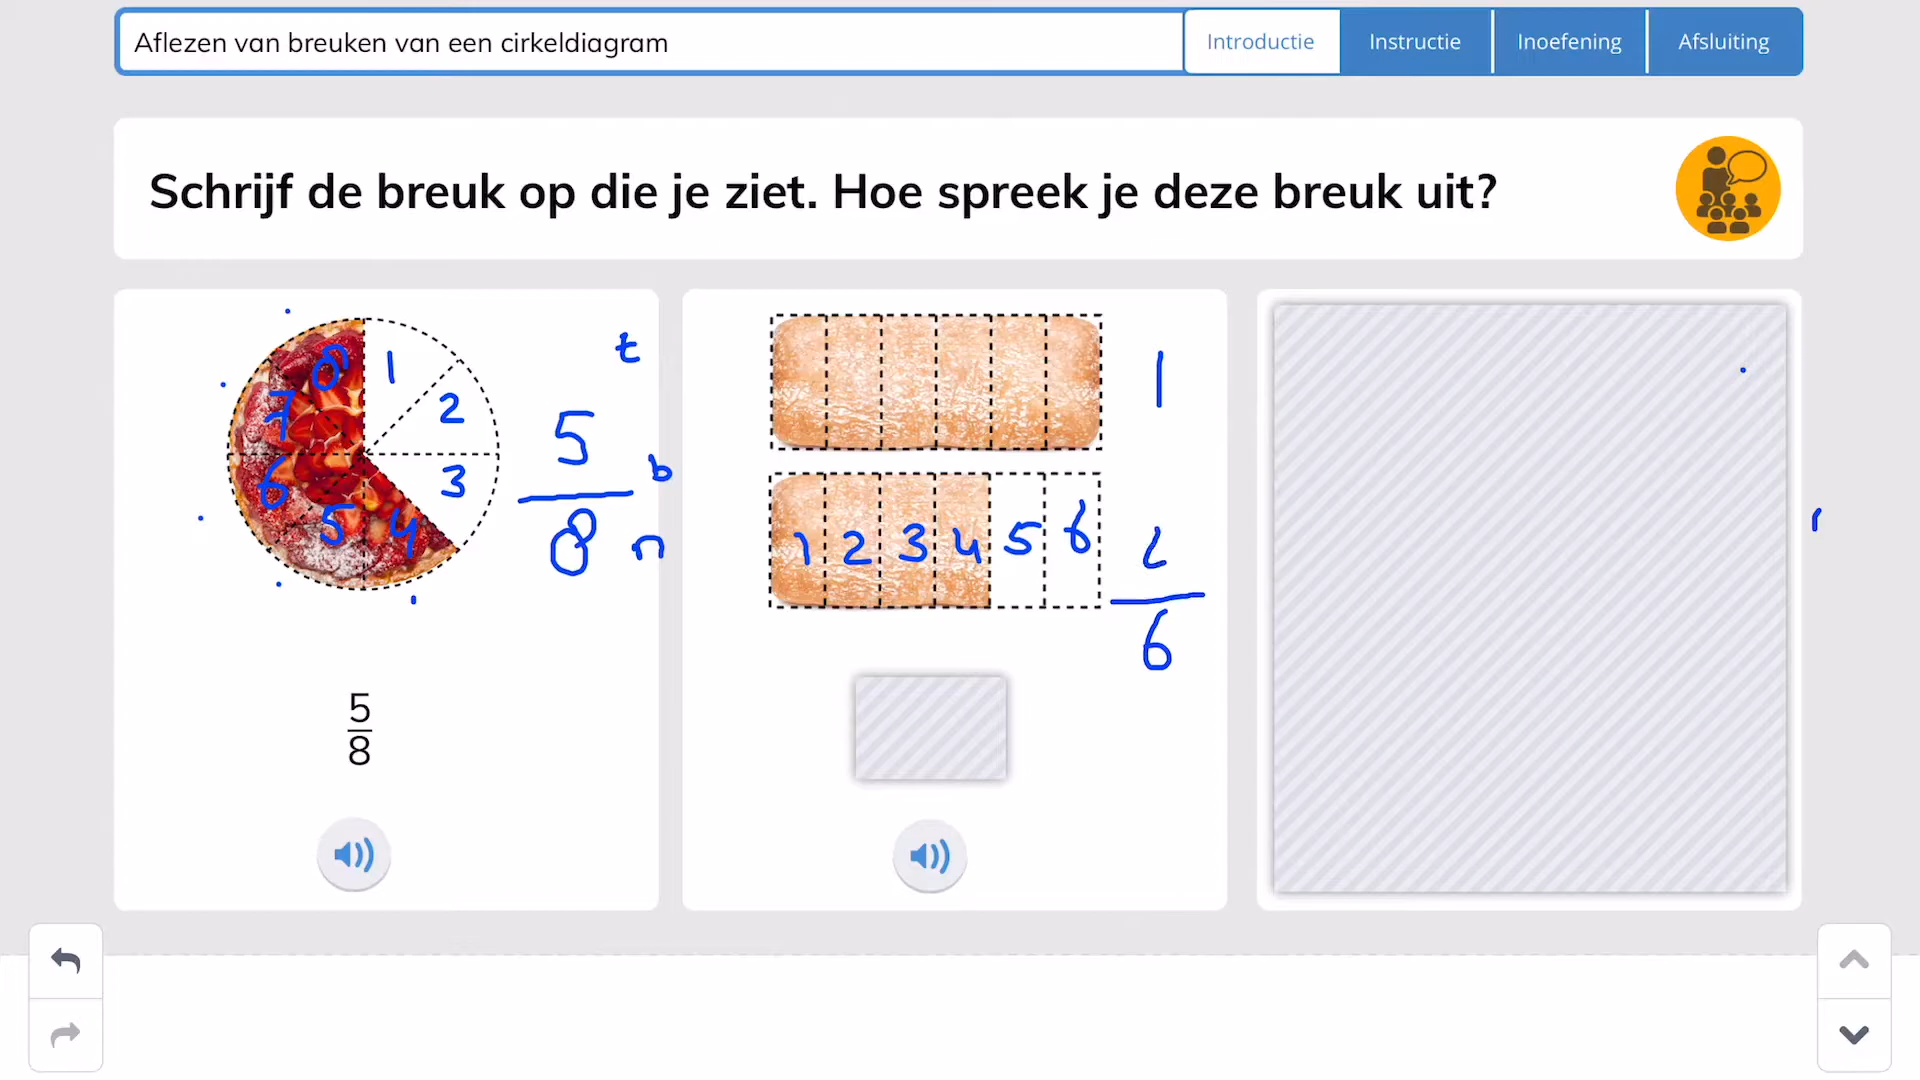 Aflezen van breuken van een cirkeldiagram
Introductie
Instructie
Inoefening
Afsluiting
Schrijf de breuk op die je ziet. Hoe spreek je deze breuk uit?
8 1
7 2
6 3
5 4
t
5
b
8 n
5
8
1
1 2 3 4 5 6
6